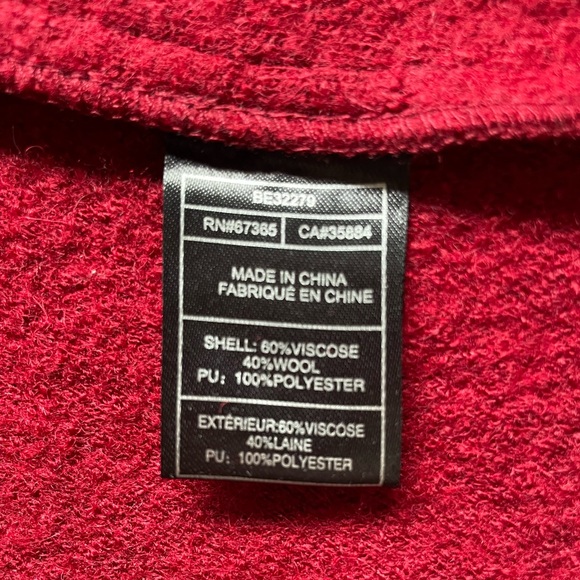 BE32270
RN#67365 CA#35884
MADE IN CHINA
FABRIQUÉ EN CHINE
SHELL: 60%VISCOSE
40%WOOL
PU: 100%POLYESTER
EXTÉRIEUR:60%VISCOSE
40%LAINE
PU: 100%POLYESTER